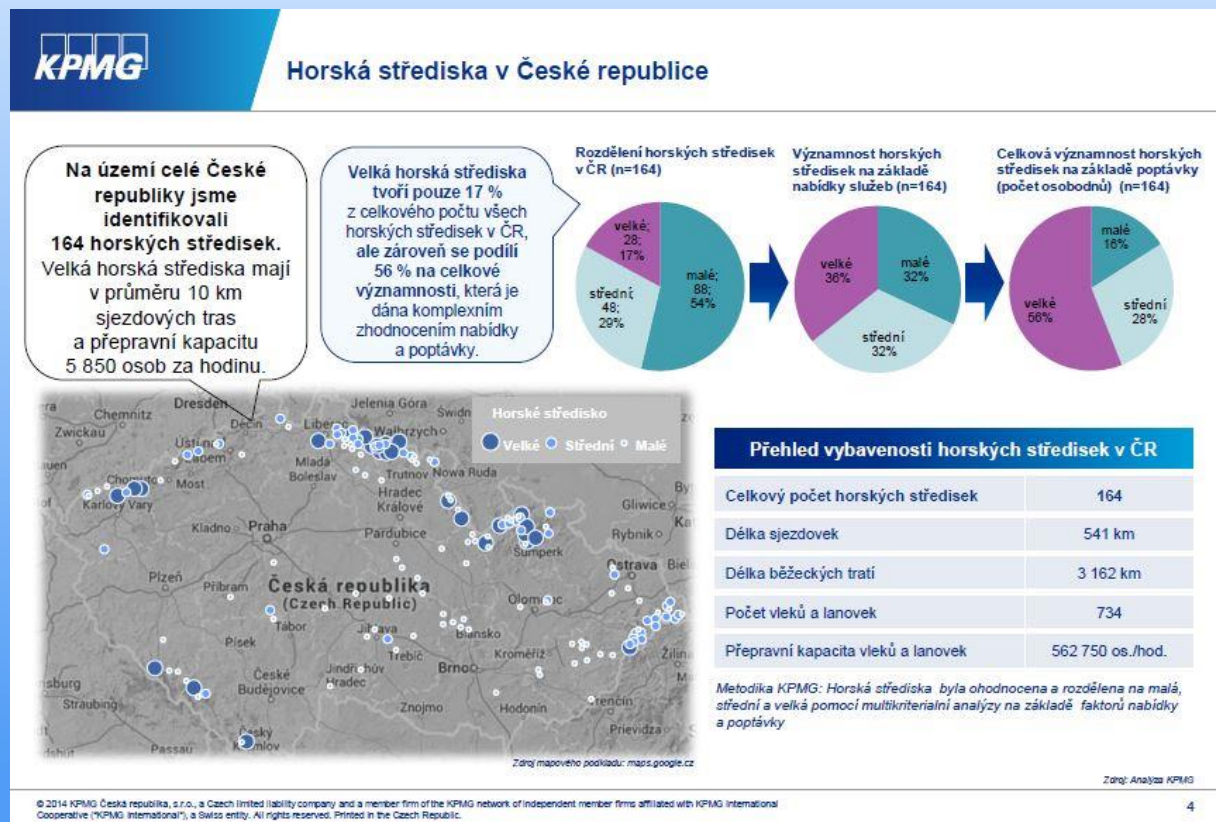 KPMG
Horská střediska v České republice
Na území celé České
republiky jsme
identifikovali
164 horských středisek.
Velká horská střediska mají
v průměru 10 km
sjezdových tras
a přepravní kapacitu
5 850 osob za hodinu.
Velká horská střediska
tvoří pouze 17 %
z celkového počtu všech
horských středisek v ČR,
ale zároveň se podílí
56 % na celkové
významnosti, která je
dána komplexním
zhodnocením nabídky
a poptávky.
Rozdělení horských středisek
v ČR (n=164)
velké;
28;
17%
malé;
88;
54%
střední;
48;
29%
Významnost horských
středisek na základě
nabídky služeb (n=164)
velké
36%
malé
32%
střední
32%
Celková významnost horských
středisek na základě poptávky
(počet osobodnů) (n=164)
malé
16%
velké
56%
střední
28%
Horské středisko
Velké Střední Malé
Chemnitz
Dresden
Děčín
Jelenia Góra
Zwickau
Walbrzych
Mladá
Boleslav
Trutnov
Nowa Ruda
Most
Karlovy Vary
Hradec
Králové
Gliwice
Kladno
Praha
Pardubice
Rybnik
Šumperk
Ostrava
Plzeň
Příbram
Česká republika
(Czech Republic)
Olomouc
Tábor
Jihlava
Blansko
Písek
Třebíč
Brno
Kroměříž
České
Budějovice
Jindřichův
Hradec
Straubing
Znojmo
Hodonín
Trenčín
Prievidza
Passau
Český
Krumlov
Zdroj mapového podkladu: maps.google.cz
Přehled vybavenosti horských středisek v ČR
Celkový počet horských středisek 164
Délka sjezdovek 541 km
Délka běžeckých tratí 3 162 km
Počet vleků a lanovek 734
Přepravní kapacita vleků a lanovek 562 750 os./hod.
Metodika KPMG: Horská střediska byla ohodnocena a rozdělena na malá,
střední a velká pomocí multikriterialní analýzy na základě faktorů nabídky
a poptávky
Zdroj: Analýza KPMG
© 2014 KPMG Česká republika, s.r.o., a Czech limited liability company and a member firm of the KPMG network of independent member firms affiliated with KPMG International
Cooperative ("KPMG International"), a Swiss entity. All rights reserved. Printed in the Czech Republic.
4